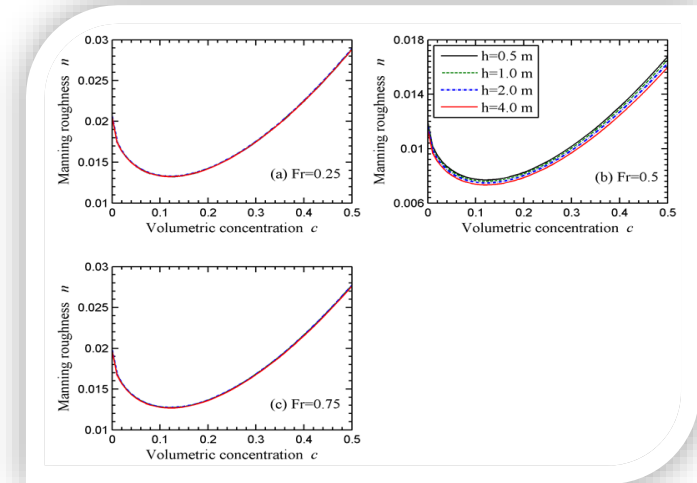 0.03
0.025
0.02
0.015
0.01
Manning roughness n
0 0.1 0.2 0.3 0.4 0.5
Volumetric concentration c
(a) Fr=0.25
0.018
0.014
0.01
0.006
Manning roughness n
h=0.5 m
h=1.0 m
h=2.0 m
h=4.0 m
(b) Fr=0.5
0 0.1 0.2 0.3 0.4 0.5
Volumetric concentration c
0.03
0.025
0.02
0.015
0.01
Manning roughness n
(c) Fr=0.75
0 0.1 0.2 0.3 0.4 0.5
Volumetric concentration c